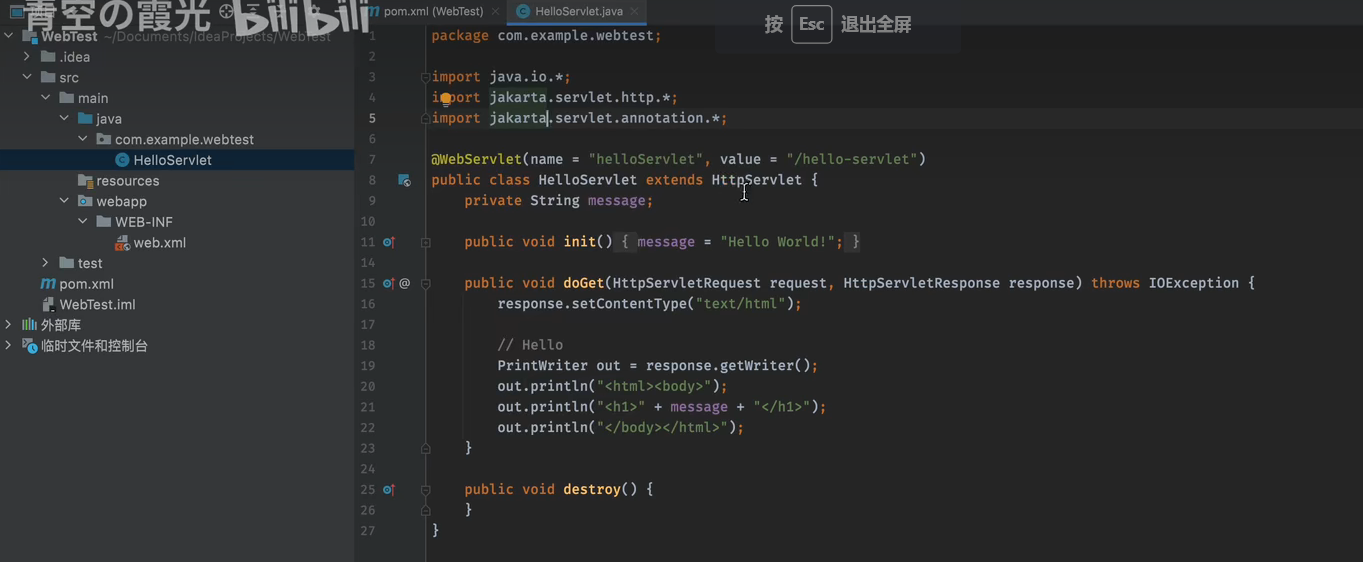 青空の霞光 bilibili
pom.xml (WebTest)
HelloServlet.java
按 Esc 退出全屏
WebTest ~/Documents/IdeaProjects/WebTest
.idea
src
main
java
com.example.webtest
HelloServlet
resources
webapp
WEB-INF
web.xml
test
pom.xml
WebTest.iml
外部库
临时文件和控制台
1 package com.example.webtest;
2
3 import java.io.*;
4 import jakarta.servlet.http.*;
5 import jakarta.servlet.annotation.*;
6
7 @WebServlet(name = "helloServlet", value = "/hello-servlet")
8 public class HelloServlet extends HttpServlet {
9 private String message;
10
11 public void init() { message = "Hello World!"; }
14
15 @ public void doGet(HttpServletRequest request, HttpServletResponse response) throws IOException {
16 response.setContentType("text/html");
17
18 // Hello
19 PrintWriter out = response.getWriter();
20 out.println("<html><body>");
21 out.println("<h1>" + message + "</h1>");
22 out.println("</body></html>");
23 }
24
25 public void destroy() {
26 }
27 }